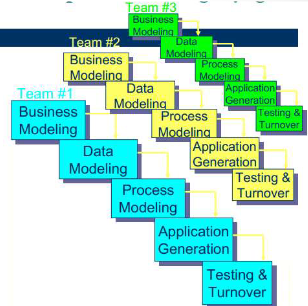 Team #3
Business
Modeling
Data
Modeling
Process
Modeling
Application
Generation
Testing &
Turnover
Team #2
Business
Modeling
Data
Modeling
Process
Modeling
Application
Generation
Testing &
Turnover
Team #1
Business
Modeling
Data
Modeling
Process
Modeling
Application
Generation
Testing &
Turnover